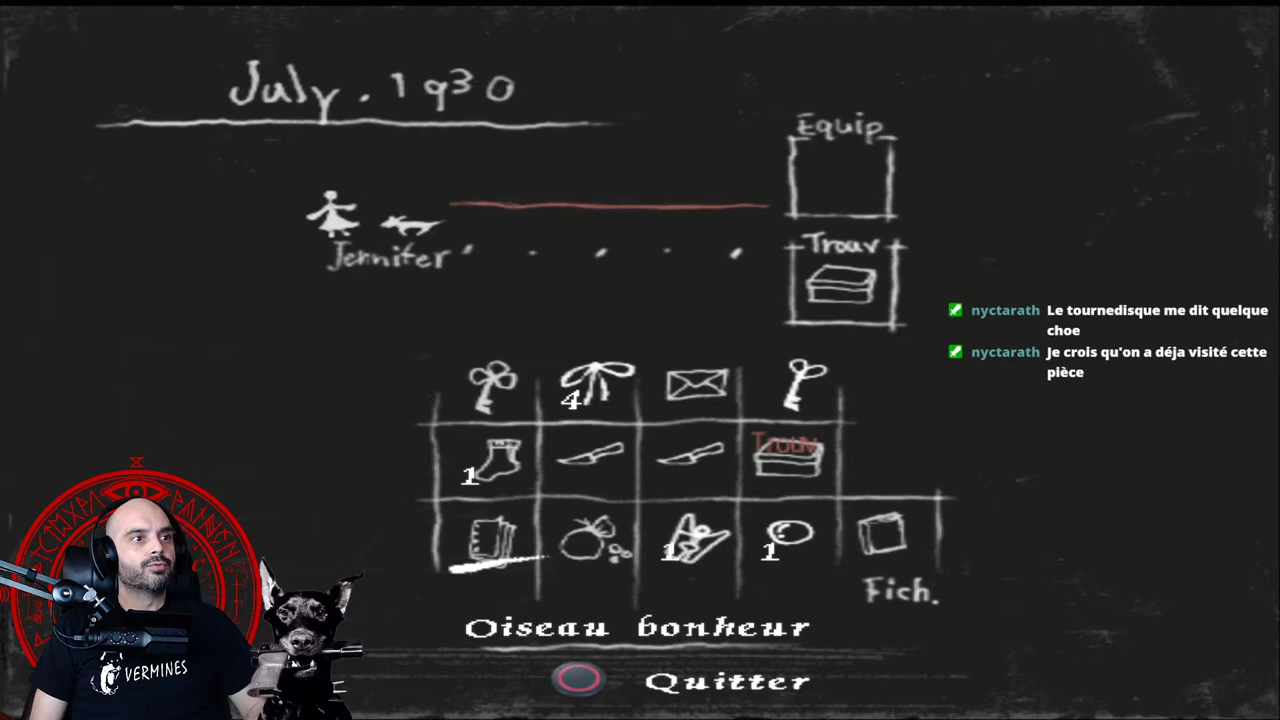 July. 1930
Equip
Jennifer
Trouv
nyctarath Le tournedisque me dit quelque
choe
nyctarath Je crois qu'on a déja visité cette
pièce
4
1
Trouv
1
1
Fich.
Oiseau bonheur
Quitter
VERMINES